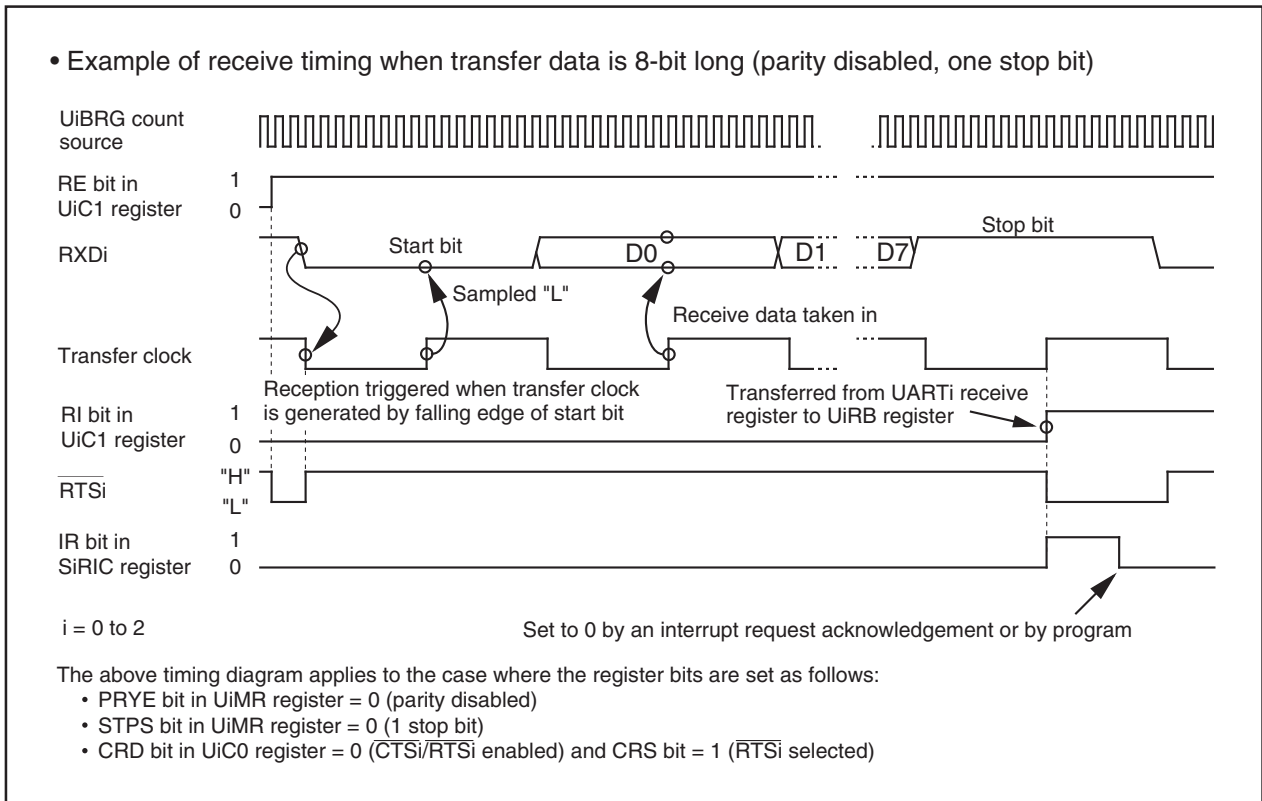 • Example of receive timing when transfer data is 8-bit long (parity disabled, one stop bit)
UiBRG count
source
RE bit in
UiC1 register
1
0
RXDi
Start bit
D0
D1
D7
Stop bit
Sampled "L"
Receive data taken in
Transfer clock
Reception triggered when transfer clock
is generated by falling edge of start bit
Transferred from UARTi receive
register to UiRB register
RI bit in
UiC1 register
1
0
RTSi
"H"
"L"
IR bit in
SiRIC register
1
0
i = 0 to 2
Set to 0 by an interrupt request acknowledgement or by program
The above timing diagram applies to the case where the register bits are set as follows:
• PRYE bit in UiMR register = 0 (parity disabled)
• STPS bit in UiMR register = 0 (1 stop bit)
• CRD bit in UiC0 register = 0 (CTSi/RTSi enabled) and CRS bit = 1 (RTSi selected)